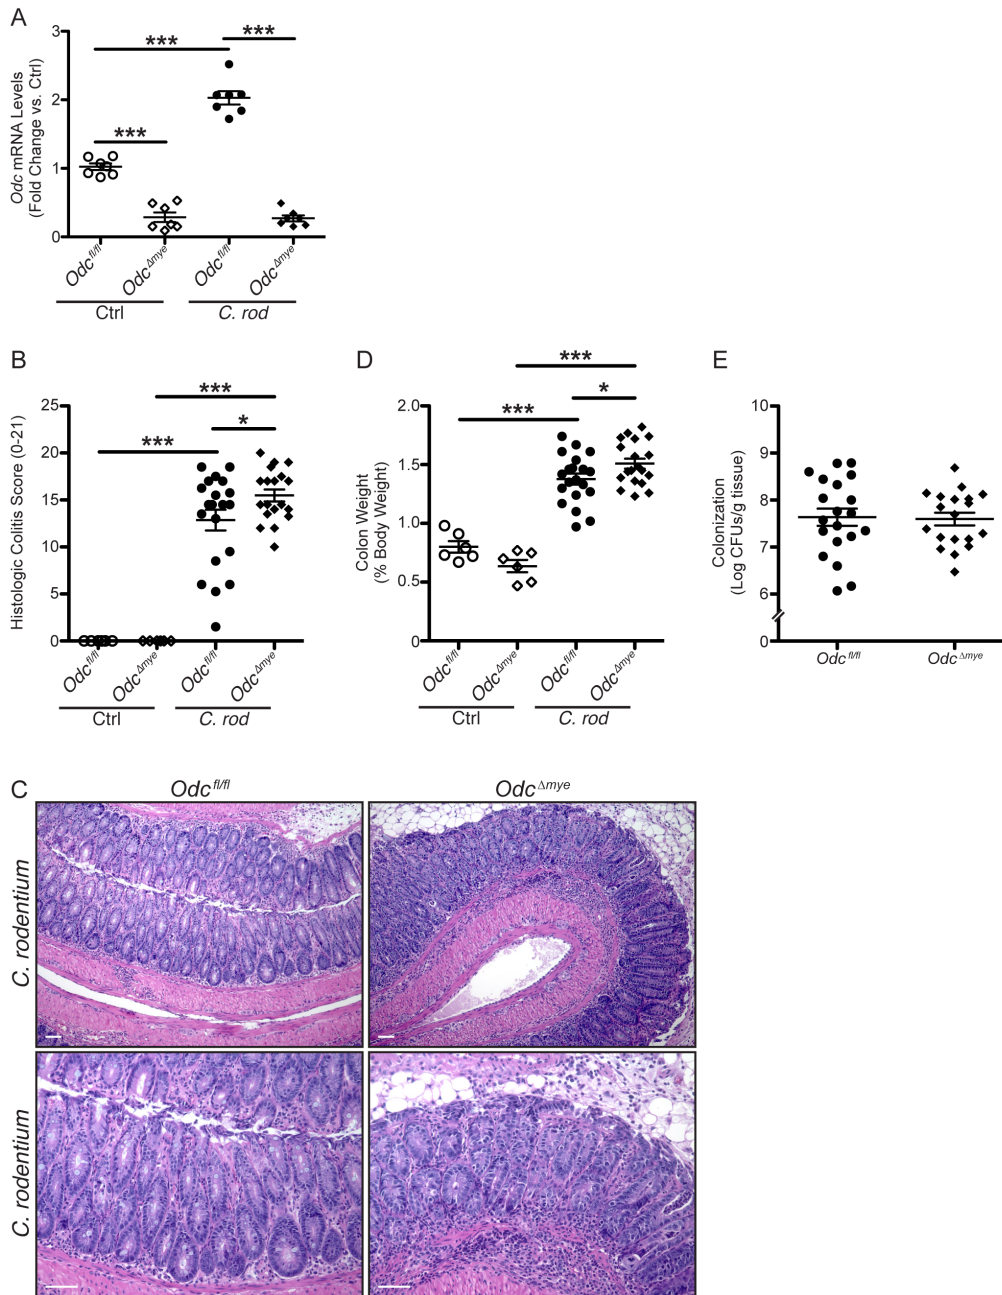 A
Odc mRNA Levels
(Fold Change vs. Ctrl)
3
2
1
0
***
***
***
Odc fl/fl
Odc Δmye
Odc fl/fl
Odc Δmye
Ctrl
C. rod
B
Histologic Colitis Score (0-21)
25
20
15
10
5
0
***
*
***
Odc fl/fl
Odc Δmye
Odc fl/fl
Odc Δmye
Ctrl
C. rod
D
Colon Weight
(% Body Weight)
2.0
1.5
1.0
0.5
0
***
*
***
Odc fl/fl
Odc Δmye
Odc fl/fl
Odc Δmye
Ctrl
C. rod
E
Colonization
(Log CFUs/g tissue)
10
9
8
7
6
0
Odc fl/fl
Odc Δmye
C
Odc fl/fl
Odc Δmye
C. rodentium
C. rodentium